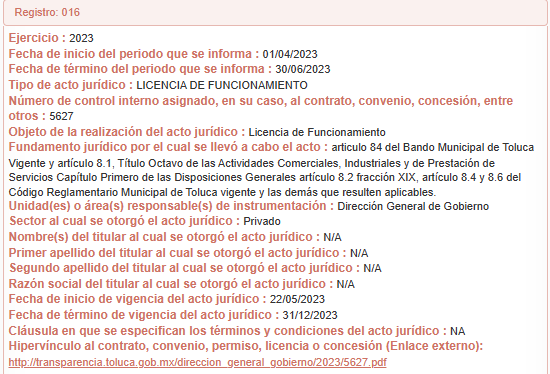 Registro: 016
Ejercicio : 2023
Fecha de inicio del periodo que se informa : 01/04/2023
Fecha de término del periodo que se informa : 30/06/2023
Tipo de acto jurídico : LICENCIA DE FUNCIONAMIENTO
Número de control interno asignado, en su caso, al contrato, convenio, concesión, entre
otros : 5627
Objeto de la realización del acto jurídico : Licencia de Funcionamiento
Fundamento jurídico por el cual se llevó a cabo el acto : articulo 84 del Bando Municipal de Toluca
Vigente y artículo 8.1, Título Octavo de las Actividades Comerciales, Industriales y de Prestación de
Servicios Capítulo Primero de las Disposiciones Generales artículo 8.2 fracción XIX, artículo 8.4 y 8.6 del
Código Reglamentario Municipal de Toluca vigente y las demás que resulten aplicables.
Unidad(es) o área(s) responsable(s) de instrumentación : Dirección General de Gobierno
Sector al cual se otorgó el acto jurídico : Privado
Nombre(s) del titular al cual se otorgó el acto jurídico : N/A
Primer apellido del titular al cual se otorgó el acto jurídico : N/A
Segundo apellido del titular al cual se otorgó el acto jurídico : N/A
Razón social del titular al cual se otorgó el acto jurídico : N/A
Fecha de inicio de vigencia del acto jurídico : 22/05/2023
Fecha de término de vigencia del acto jurídico : 31/12/2023
Cláusula en que se especifican los términos y condiciones del acto jurídico : NA
Hipervínculo al contrato, convenio, permiso, licencia o concesión (Enlace externo):
http://transparencia.toluca.gob.mx/direccion_general_gobierno/2023/5627.pdf